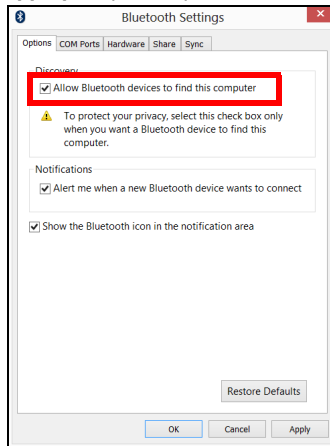 Bluetooth Settings
Options COM Ports Hardware Share Sync
Discovery
Allow Bluetooth devices to find this computer
To protect your privacy, select this check box only
when you want a Bluetooth device to find this
computer.
Notifications
Alert me when a new Bluetooth device wants to connect
Show the Bluetooth icon in the notification area
Restore Defaults
OK Cancel Apply